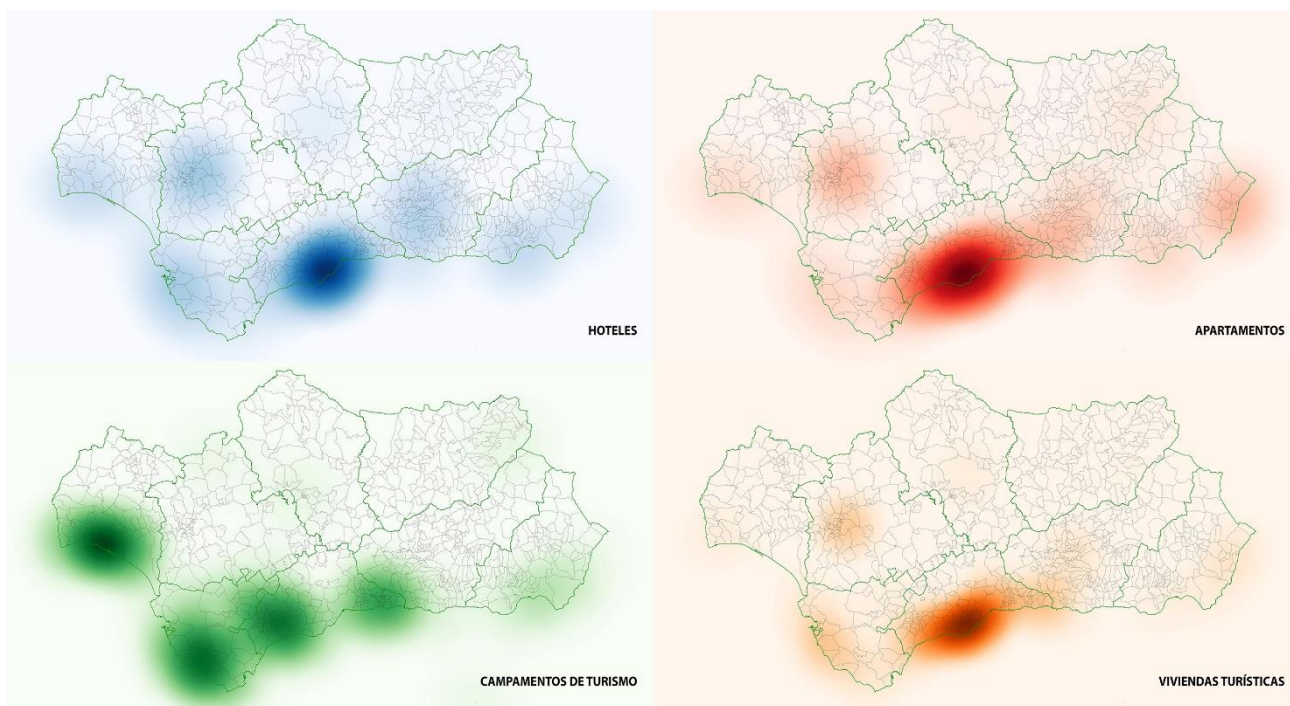 HOTELES
APARTAMENTOS
CAMPAMENTOS DE TURISMO
VIVIENDAS TURÍSTICAS